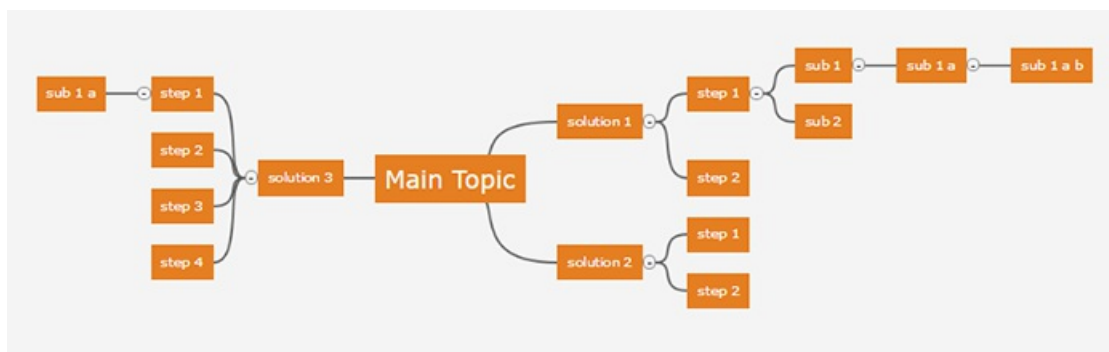 sub 1 a
step 1
step 2
step 3
step 4
solution 3
Main Topic
solution 1
step 1
sub 1
sub 1 a
sub 1 a b
sub 2
step 2
solution 2
step 1
step 2